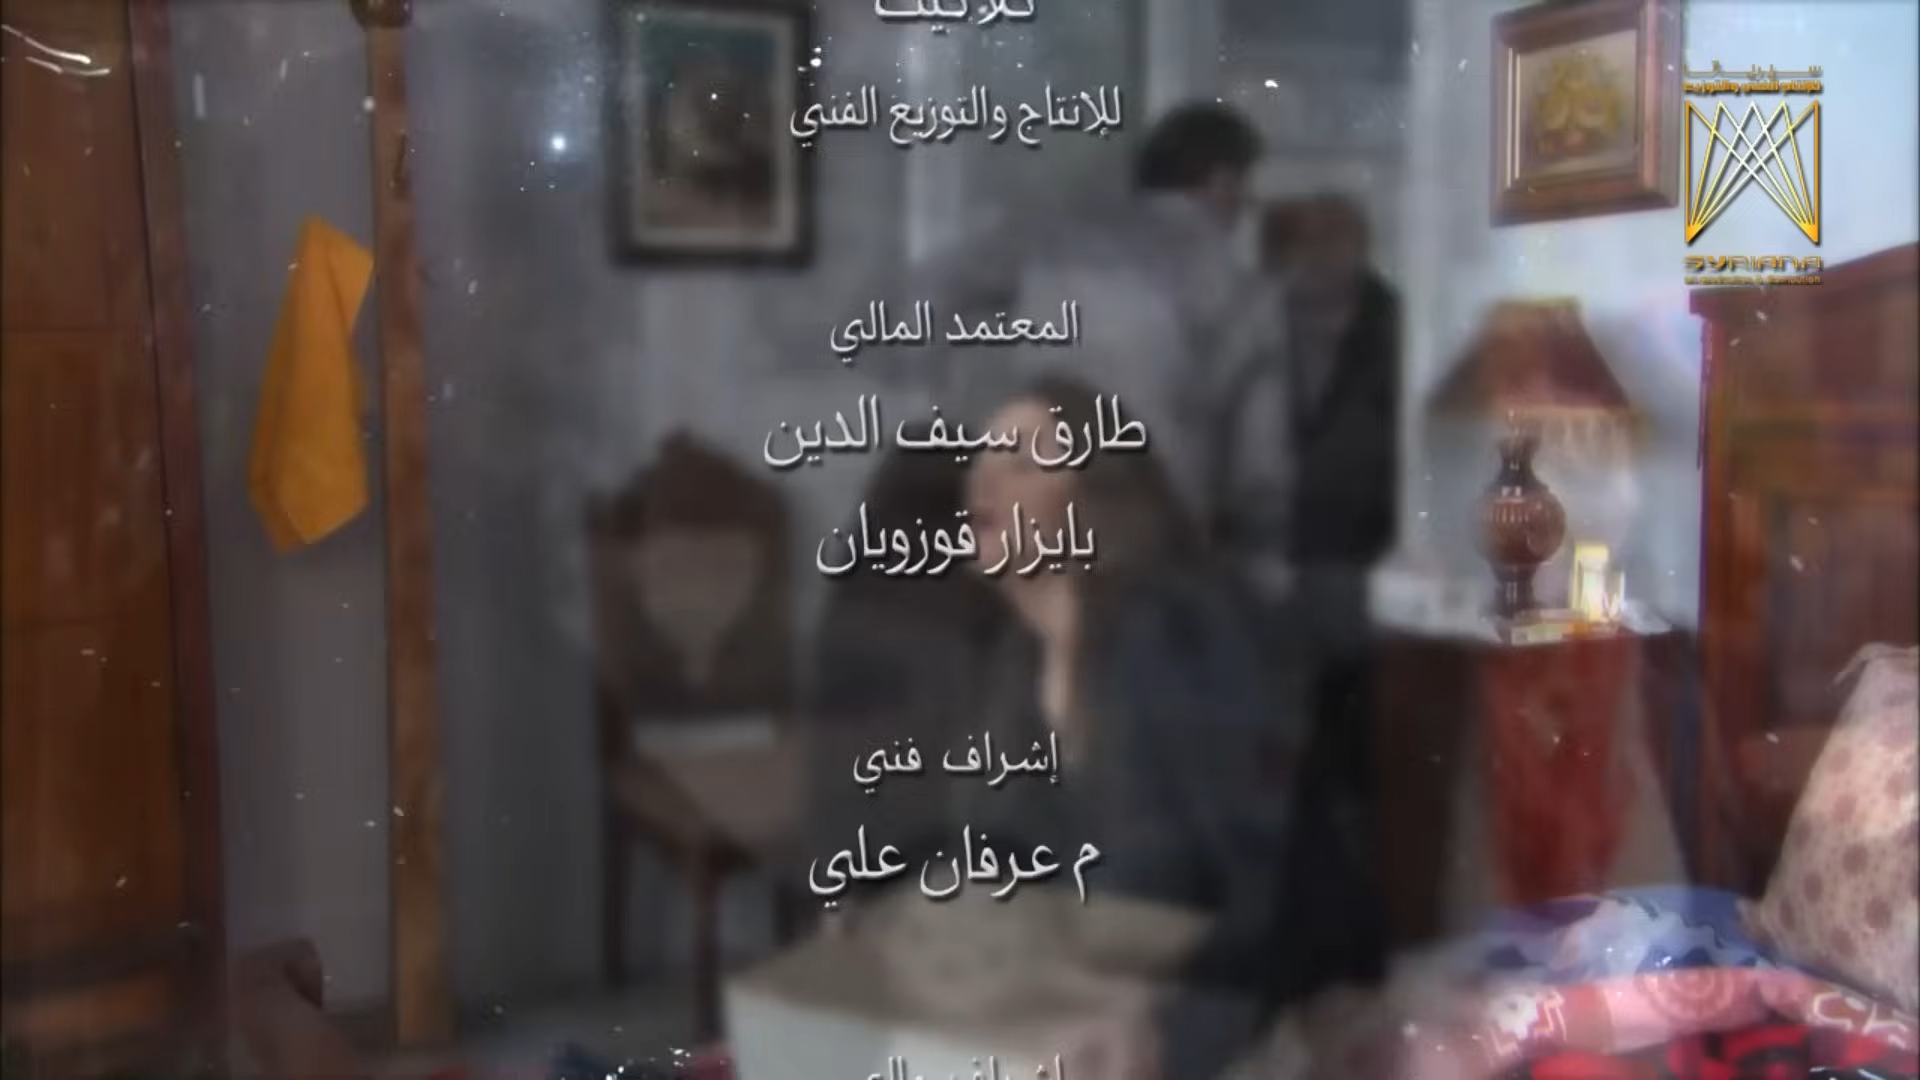 للإنتاج والتوزيع الفني
المعتمد المالي
طارق سيف الدين
بايزار قوزويان
إشراف فني
م عرفان علي
SYRIANA